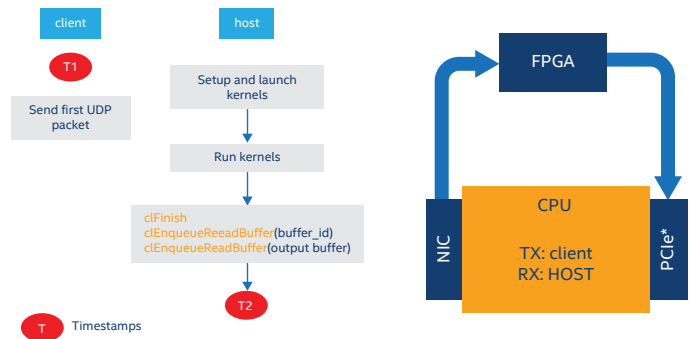 client
host
T1
Setup and launch
kernels
Send first UDP
packet
Run kernels
clFinish
clEnqueueReeadBuffer(buffer_id)
clEnqueueReadBuffer(output buffer)
T2
T
Timestamps
FPGA
NIC
CPU
TX: client
RX: HOST
PCIe*